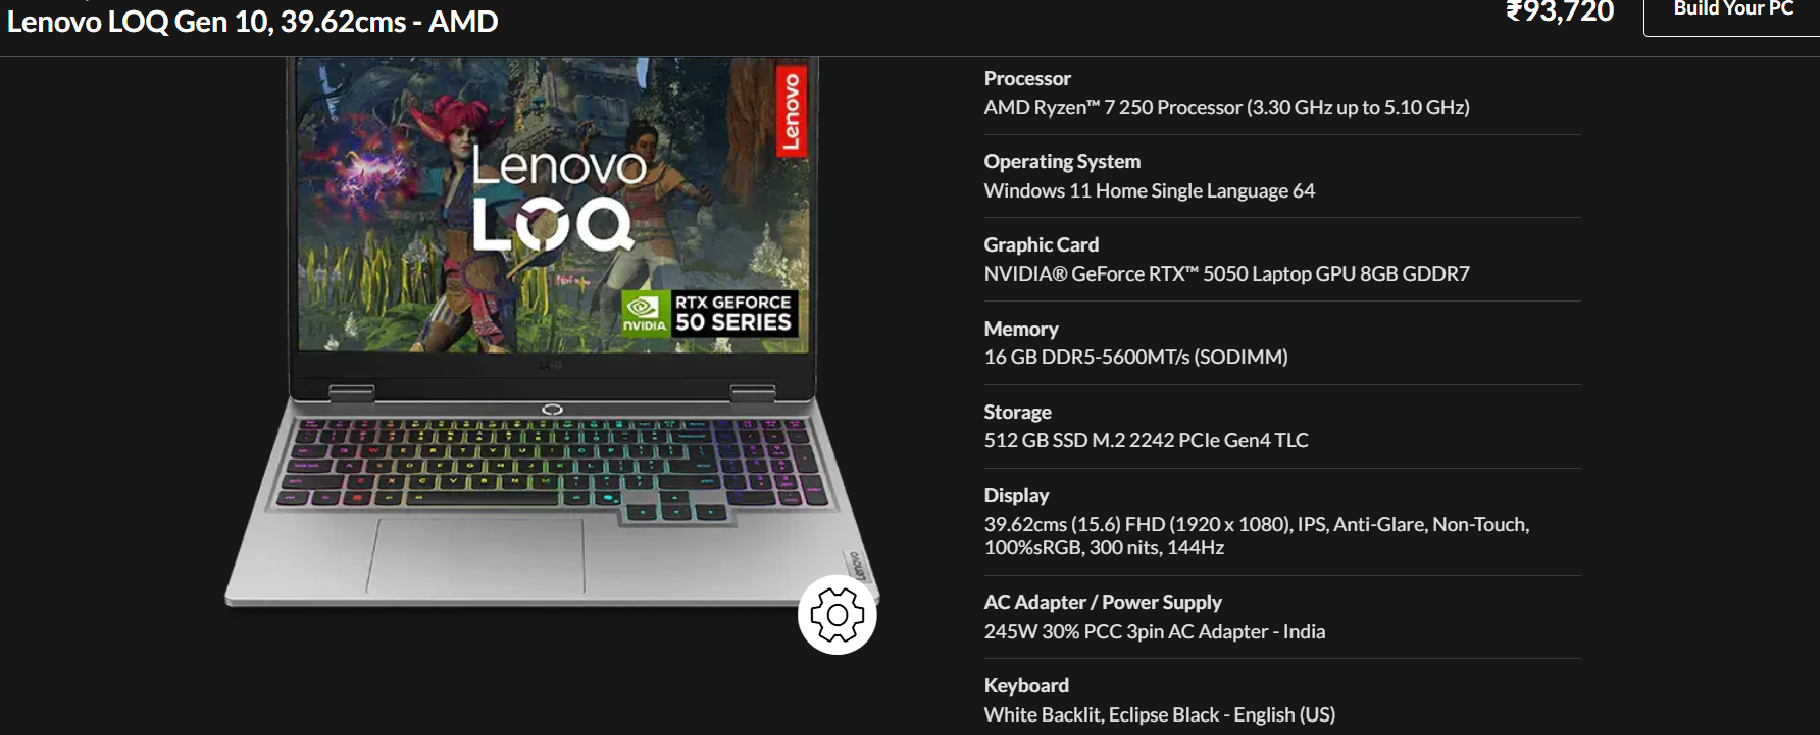 Lenovo LOQ Gen 10, 39.62cms - AMD
₹93,720
Build Your PC
Lenovo
Lenovo
LOQ
NVIDIA
RTX GEFORCE
50 SERIES
Lenovo
Processor
AMD Ryzen™ 7 250 Processor (3.30 GHz up to 5.10 GHz)
Operating System
Windows 11 Home Single Language 64
Graphic Card
NVIDIA® GeForce RTX™ 5050 Laptop GPU 8GB GDDR7
Memory
16 GB DDR5-5600MT/s (SODIMM)
Storage
512 GB SSD M.2 2242 PCIe Gen4 TLC
Display
39.62cms (15.6) FHD (1920 x 1080), IPS, Anti-Glare, Non-Touch,
100%sRGB, 300 nits, 144Hz
AC Adapter / Power Supply
245W 30% PCC 3pin AC Adapter - India
Keyboard
White Backlit, Eclipse Black - English (US)